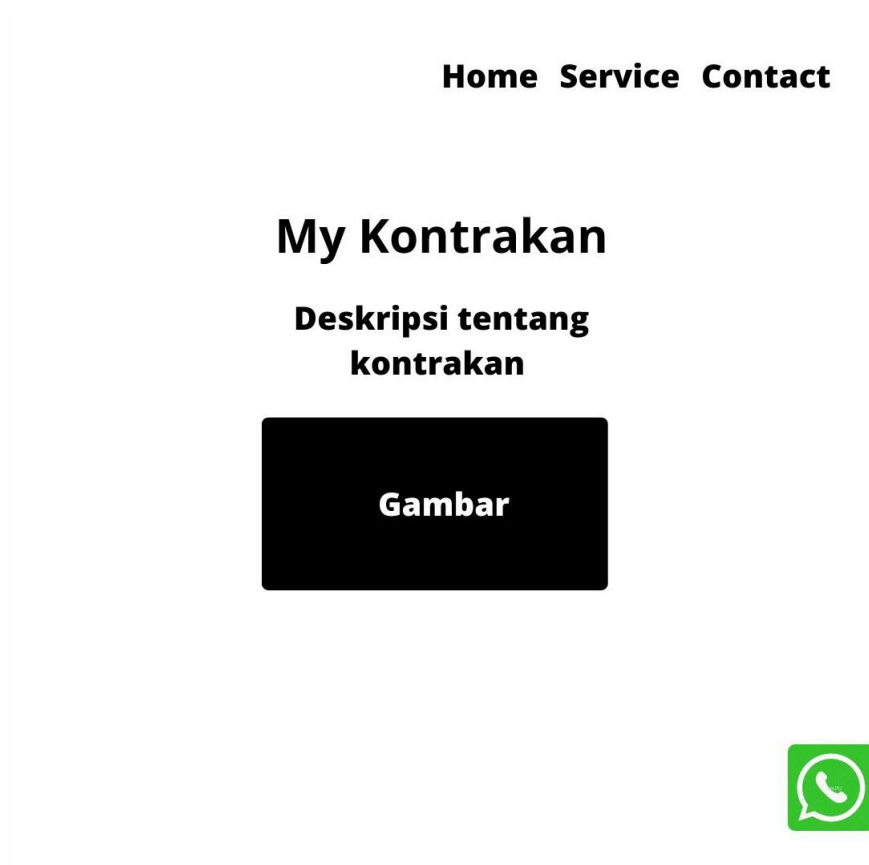 Home Service Contact
My Kontrakan
Deskripsi tentang
kontrakan
Gambar